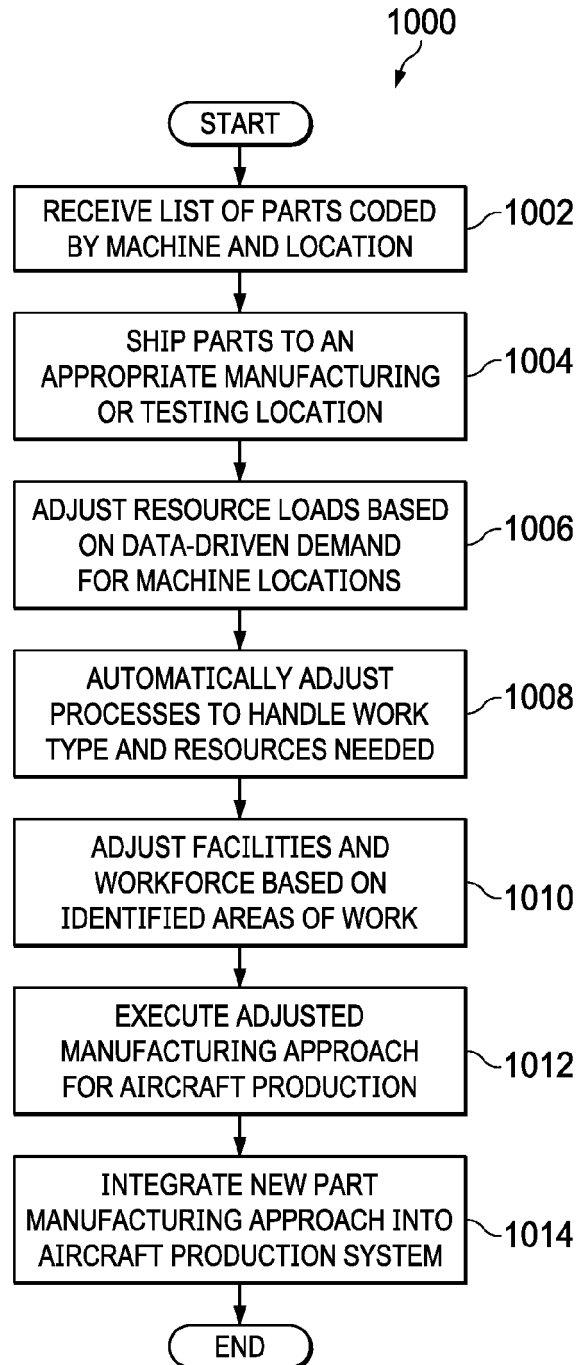 1000
START
RECEIVE LIST OF PARTS CODED
BY MACHINE AND LOCATION
1002
SHIP PARTS TO AN
APPROPRIATE MANUFACTURING
OR TESTING LOCATION
1004
ADJUST RESOURCE LOADS BASED
ON DATA-DRIVEN DEMAND
FOR MACHINE LOCATIONS
1006
AUTOMATICALLY ADJUST
PROCESSES TO HANDLE WORK
TYPE AND RESOURCES NEEDED
1008
ADJUST FACILITIES AND
WORKFORCE BASED ON
IDENTIFIED AREAS OF WORK
1010
EXECUTE ADJUSTED
MANUFACTURING APPROACH
FOR AIRCRAFT PRODUCTION
1012
INTEGRATE NEW PART
MANUFACTURING APPROACH INTO
AIRCRAFT PRODUCTION SYSTEM
1014
END